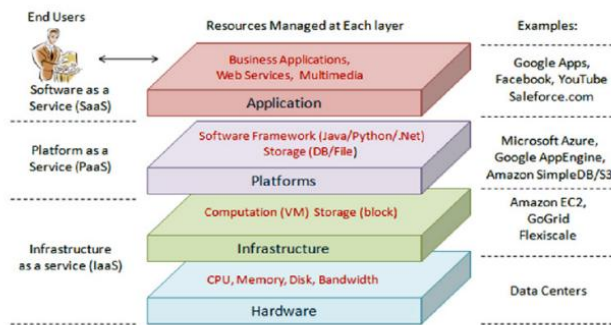 End Users
Resources Managed at Each layer
Examples:
Business Applications,
Web Services, Multimedia
Application
Software as a
Service (SaaS)
Google Apps,
Facebook, YouTube
Saleforce.com
Software Framework (Java/Python/.Net)
Storage (DB/File)
Platforms
Platform as a
Service (PaaS)
Microsoft Azure,
Google AppEngine,
Amazon SimpleDB/S3
Computation (VM) Storage (block)
Infrastructure
Infrastructure
as a service (IaaS)
Amazon EC2,
GoGrid
Flexiscale
CPU, Memory, Disk, Bandwidth
Hardware
Data Centers